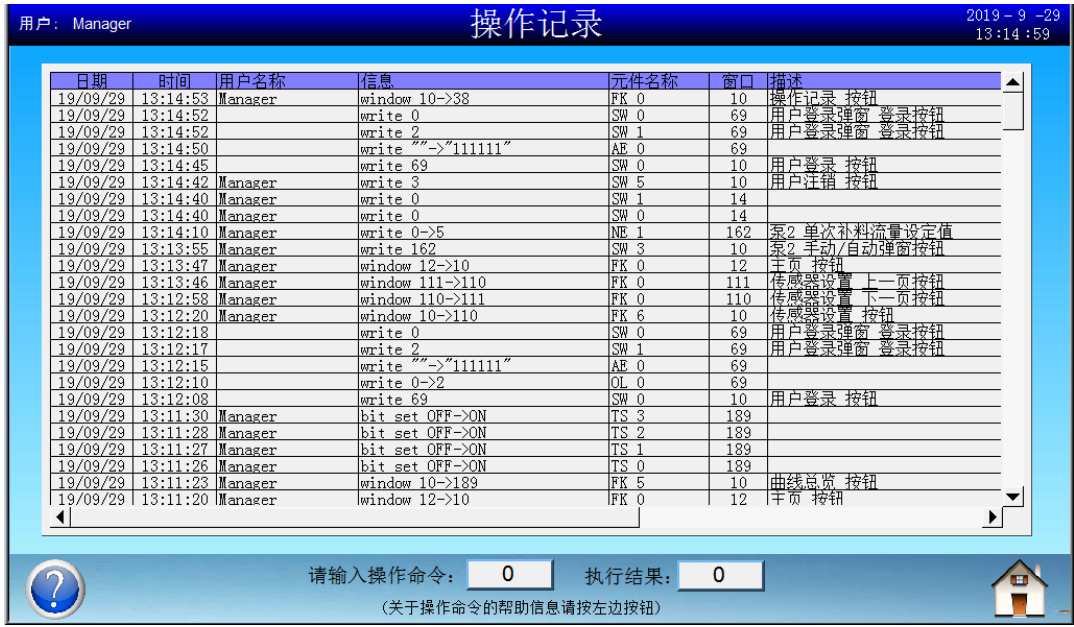 用户: Manager
操作记录
2019-9-29
13:14:59
日期 时间 用户名称 信息 元件名称 窗口 描述
19/09/29 13:14:53 Manager window 10->38 FK 0 10 操作记录 按钮
19/09/29 13:14:52 write 0 SW 0 69 用户登录弹窗 登录按钮
19/09/29 13:14:52 write 2 SW 1 69 用户登录弹窗 登录按钮
19/09/29 13:14:50 write ""->"111111" AE 0 69
19/09/29 13:14:45 write 69 SW 0 10 用户登录 按钮
19/09/29 13:14:42 Manager write 3 SW 5 10 用户注销 按钮
19/09/29 13:14:40 Manager write 0 SW 1 14
19/09/29 13:14:40 Manager write 0 SW 0 14
19/09/29 13:14:10 Manager write 0->5 NE 1 162 泵2 单次补料流量设定值
19/09/29 13:13:55 Manager write 162 SW 3 10 泵2 手动/自动弹窗按钮
19/09/29 13:13:47 Manager window 12->10 FK 0 12 主页 按钮
19/09/29 13:13:46 Manager window 111->110 FK 0 111 传感器设置 上一页按钮
19/09/29 13:12:58 Manager window 110->111 FK 0 110 传感器设置 下一页按钮
19/09/29 13:12:20 Manager window 10->110 FK 6 10 传感器设置 按钮
19/09/29 13:12:18 write 0 SW 0 69 用户登录弹窗 登录按钮
19/09/29 13:12:17 write 2 SW 1 69 用户登录弹窗 登录按钮
19/09/29 13:12:15 write ""->"111111" AE 0 69
19/09/29 13:12:10 write 0->2 OL 0 69
19/09/29 13:12:08 write 69 SW 0 10 用户登录 按钮
19/09/29 13:11:30 Manager bit set OFF->ON TS 3 189
19/09/29 13:11:28 Manager bit set OFF->ON TS 2 189
19/09/29 13:11:27 Manager bit set OFF->ON TS 1 189
19/09/29 13:11:26 Manager bit set OFF->ON TS 0 189
19/09/29 13:11:23 Manager window 10->189 FK 5 10 曲线总览 按钮
19/09/29 13:11:20 Manager window 12->10 FK 0 12 主页 按钮
请输入操作命令: 0 执行结果: 0
(关于操作命令的帮助信息请按左边按钮)